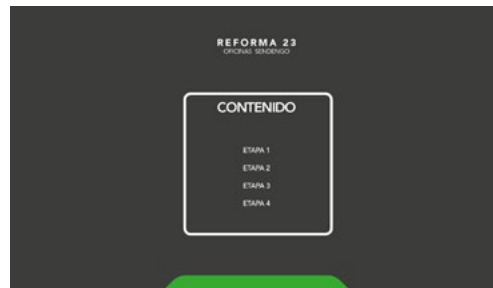 REFORMA 23
OFICINAS SENDENGO
CONTENIDO
ETAPA 1
ETAPA 2
ETAPA 3
ETAPA 4